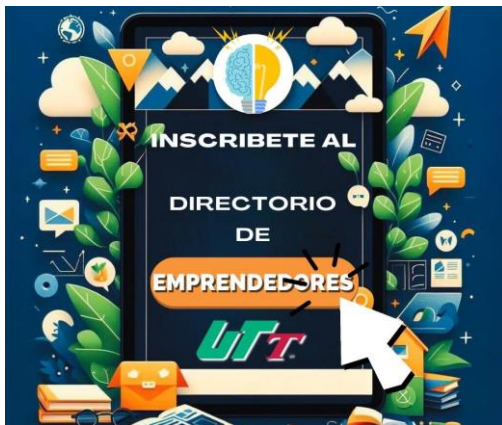 INSCRIBETE AL
DIRECTORIO
DE
EMPRENDEDORES
UTT